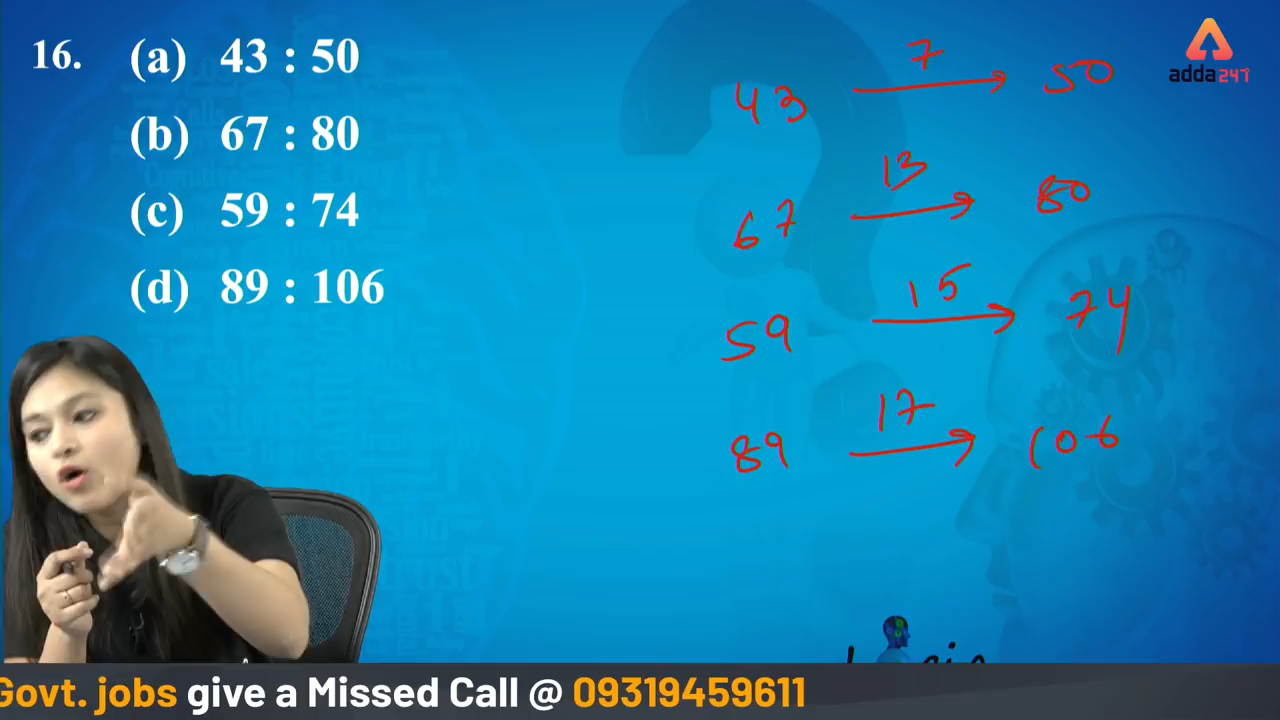 16. (a) 43 : 50
(b) 67 : 80
(c) 59 : 74
(d) 89 : 106
43 7 50
67 13 80
59 15 74
89 17 106
adda247
Govt. jobs give a Missed Call @ 09319459611